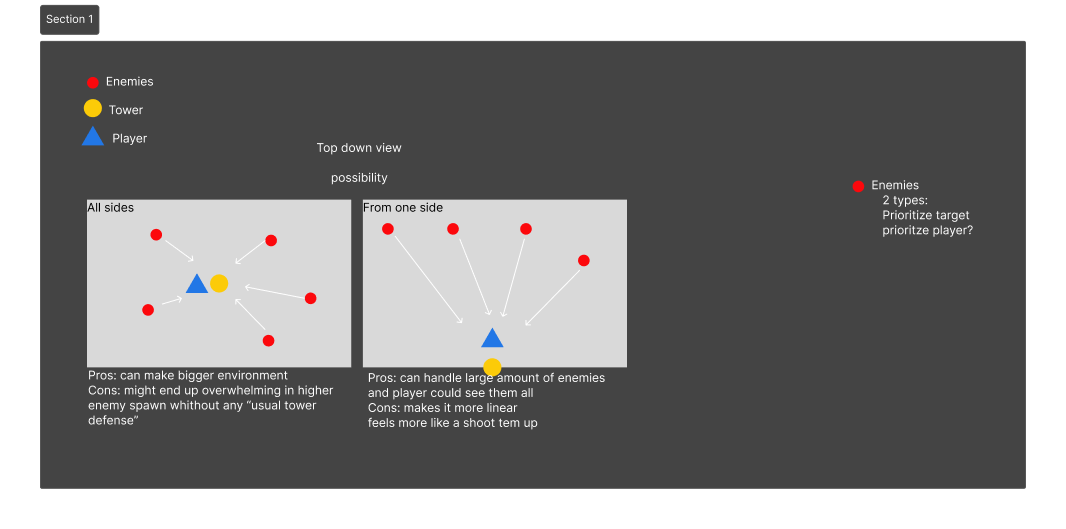 Section 1
Enemies
Tower
Player
Top down view
possibility
All sides
Pros: can make bigger environment
Cons: might end up overwhelming in higher
enemy spawn whithout any “usual tower
defense”
From one side
Pros: can handle large amount of enemies
and player could see them all
Cons: makes it more linear
feels more like a shoot tem up
Enemies
2 types:
Prioritize target
prioritze player?